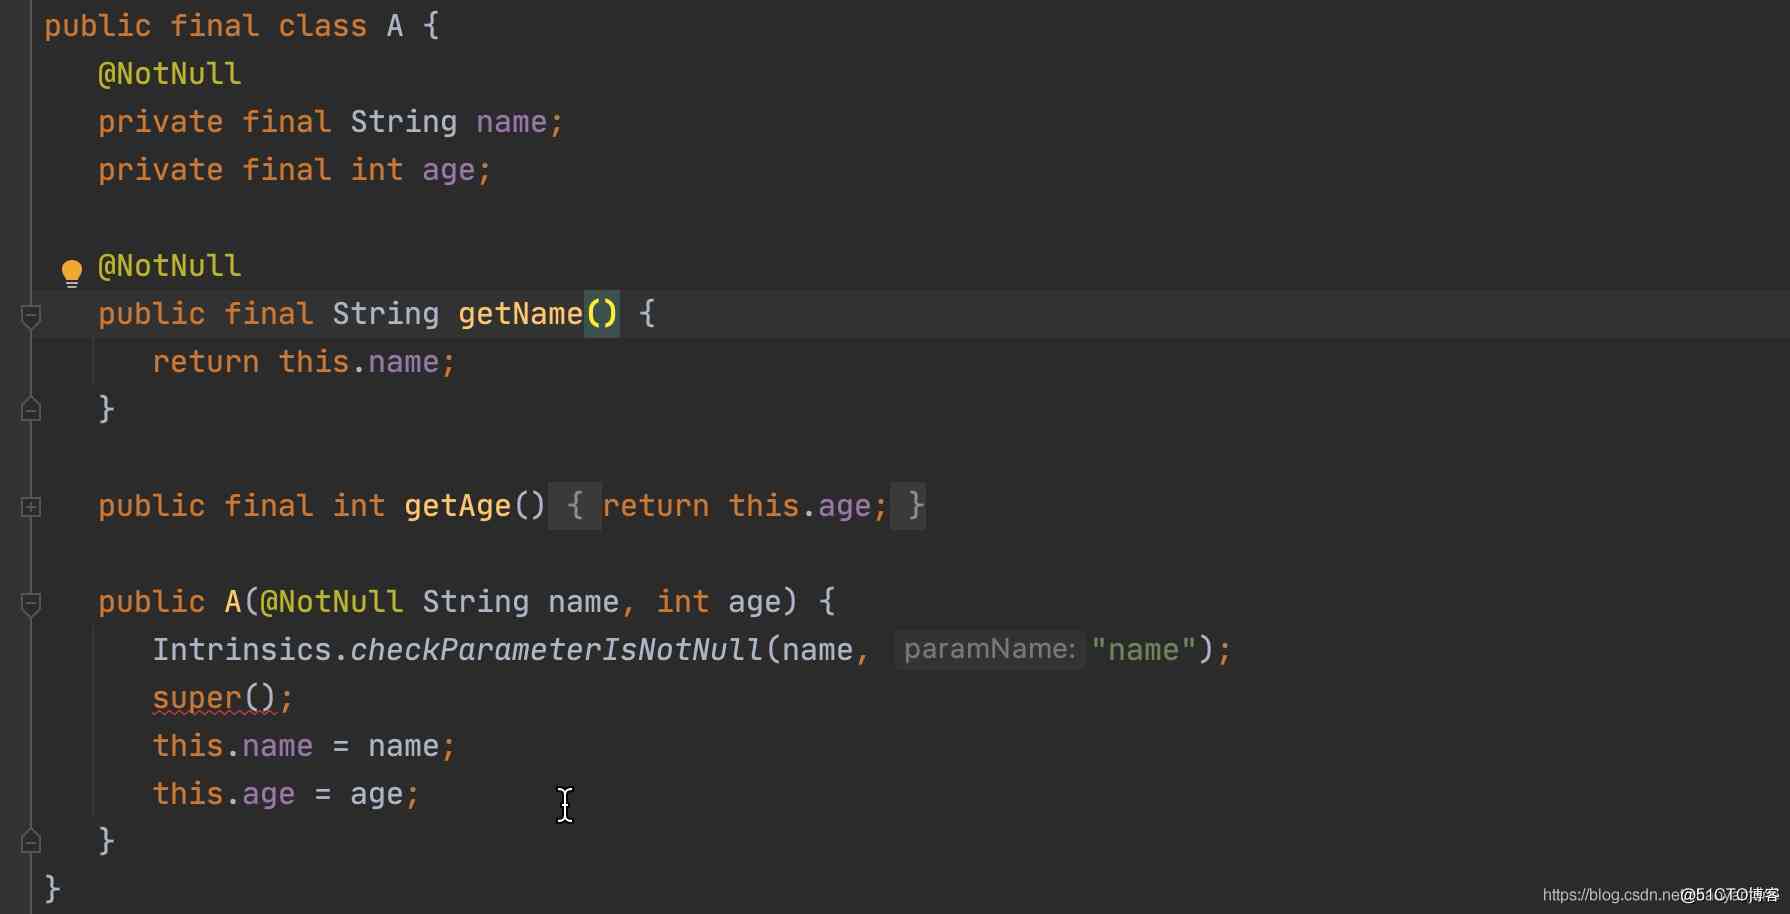 public final class A {
@NotNull
private final String name;
private final int age;
@NotNull
public final String getName() {
return this.name;
}
public final int getAge() { return this.age; }
public A(@NotNull String name, int age) {
Intrinsics.checkParameterIsNotNull(name, paramName: "name");
super();
this.name = name;
this.age = age;
}
}
https://blog.csdn.ne
@51CTO博客